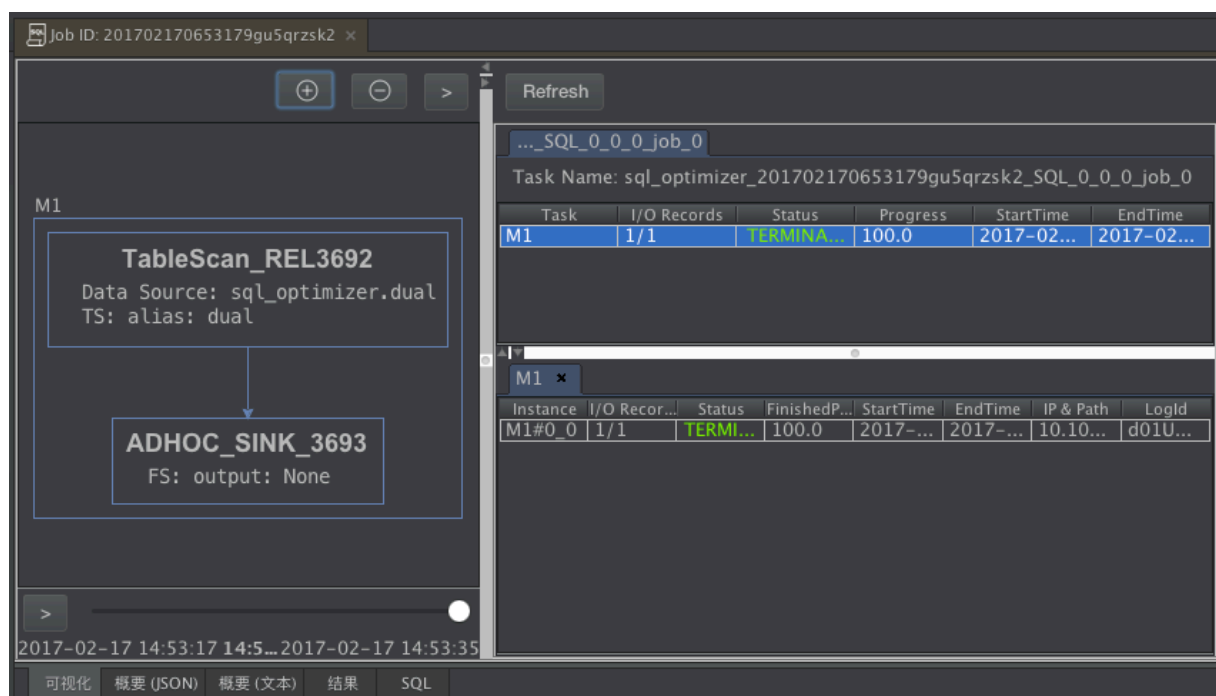 Job ID: 201702170653179gu5qrzsk2
>
Refresh
..._SQL_0_0_0_job_0
Task Name: sql_optimizer_201702170653179gu5qrzsk2_SQL_0_0_0_job_0
Task I/O Records Status Progress StartTime EndTime
M1 1/1 TERMINA... 100.0 2017-02... 2017-02...
M1
TableScan_REL3692
Data Source: sql_optimizer.dual
TS: alias: dual
ADHOC_SINK_3693
FS: output: None
M1
Instance I/O Recor... Status FinishedP... StartTime EndTime IP & Path LogId
M1#0_0 1/1 TERMI... 100.0 2017-... 2017-... 10.10... d01U...
>
2017-02-17 14:53:17 14:5... 2017-02-17 14:53:35
可视化 概要 (JSON) 概要 (文本) 结果 SQL